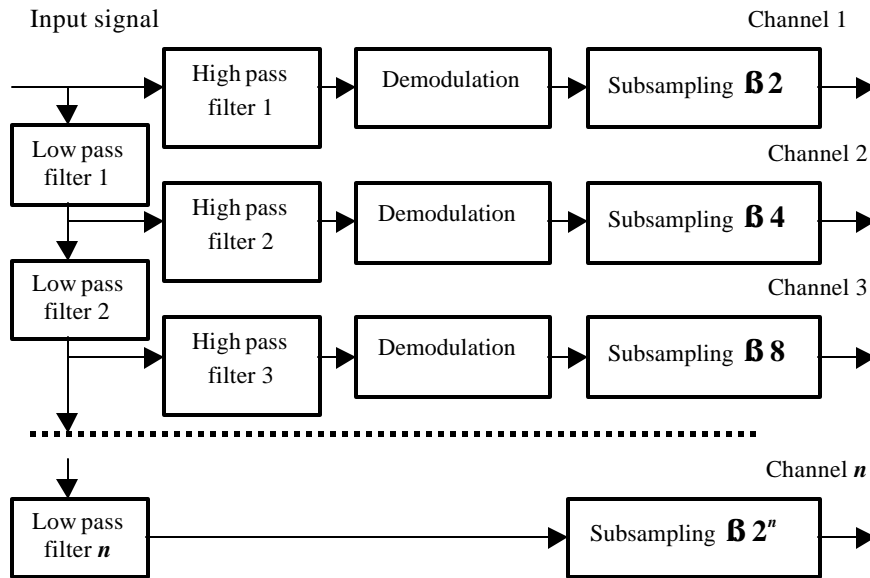 Input signal
Channel 1
High pass
filter 1
Demodulation
Subsampling ß 2
Low pass
filter 1
Channel 2
High pass
filter 2
Demodulation
Subsampling ß 4
Low pass
filter 2
Channel 3
High pass
filter 3
Demodulation
Subsampling ß 8
Channel n
Low pass
filter n
Subsampling ß 2ⁿ